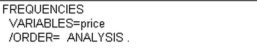 FREQUENCIES
VARIABLES=price
/ORDER= ANALYSIS .